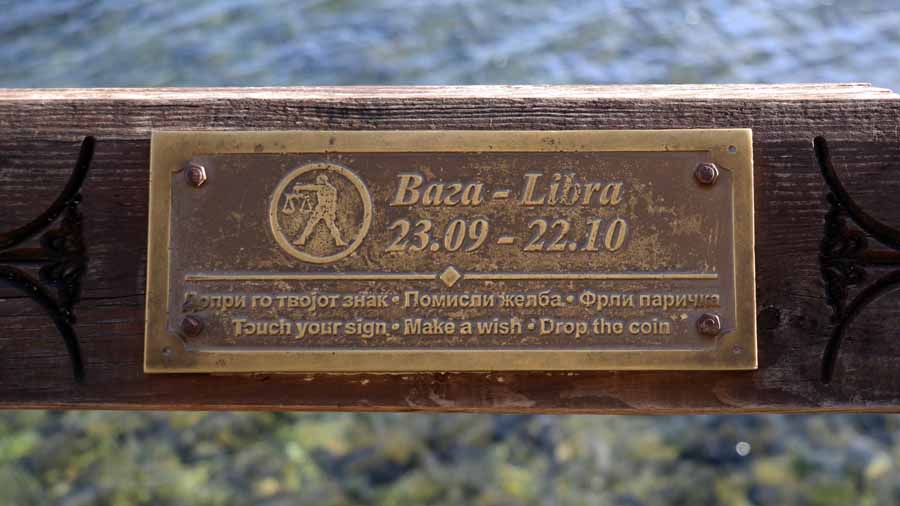 Вага - Libra
23.09 - 22.10
Допри го твојот знак • Помисли желба • Фрли паричка
Touch your sign • Make a wish • Drop the coin